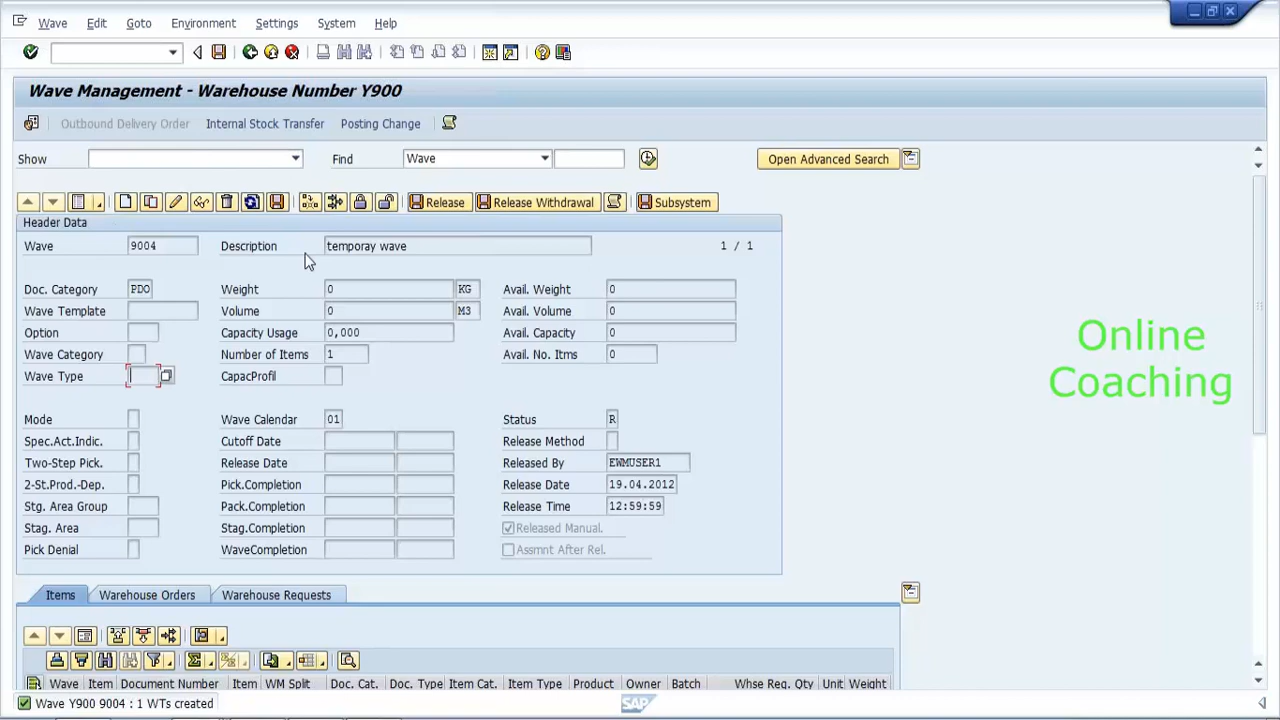 Wave Edit Goto Environment Settings System Help
Wave Management - Warehouse Number Y900
Outbound Delivery Order Internal Stock Transfer Posting Change
Show Find Wave Open Advanced Search
Release Release Withdrawal Subsystem
Header Data
Wave 9004 Description temporay wave 1 / 1
Doc. Category PDO Weight 0 KG Avail. Weight 0
Wave Template Volume 0 M3 Avail. Volume 0
Option Capacity Usage 0,000 Avail. Capacity 0
Wave Category Number of Items 1 Avail. No. Itms 0
Wave Type CapacProfil
Online
Coaching
Mode Wave Calendar 01 Status R
Spec.Act.Indic. Cutoff Date Release Method
Two-Step Pick. Release Date Released By EWMUSER1
2-St.Prod.-Dep. Pick.Completion Release Date 19.04.2012
Stg. Area Group Pack.Completion Release Time 12:59:59
Stag. Area Stag.Completion Released Manual.
Pick Denial WaveCompletion Assmnt After Rel.
Items Warehouse Orders Warehouse Requests
Wave Item Document Number Item WM Split Doc. Cat. Doc. Type Item Cat. Item Type Product Owner Batch Whse Req. Qty Unit Weight
Wave Y900 9004 : 1 WTs created
SAP